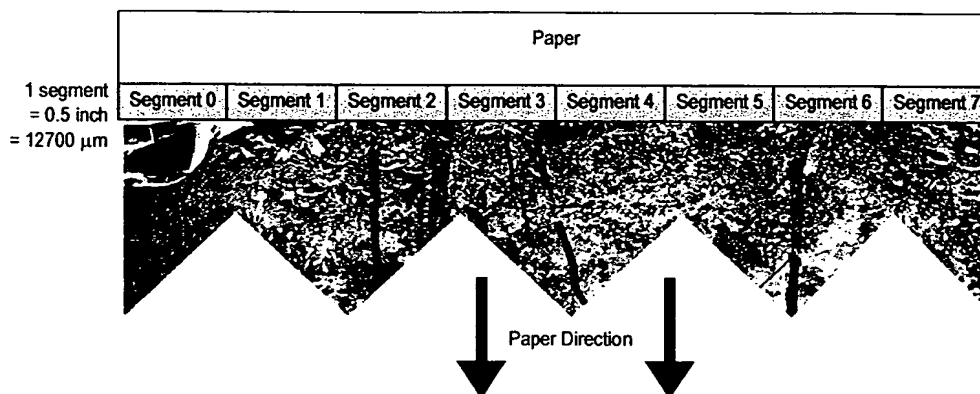 Paper
1 segment
= 0.5 inch
= 12700 µm
Segment 0 Segment 1 Segment 2 Segment 3 Segment 4 Segment 5 Segment 6 Segment 7
Paper Direction